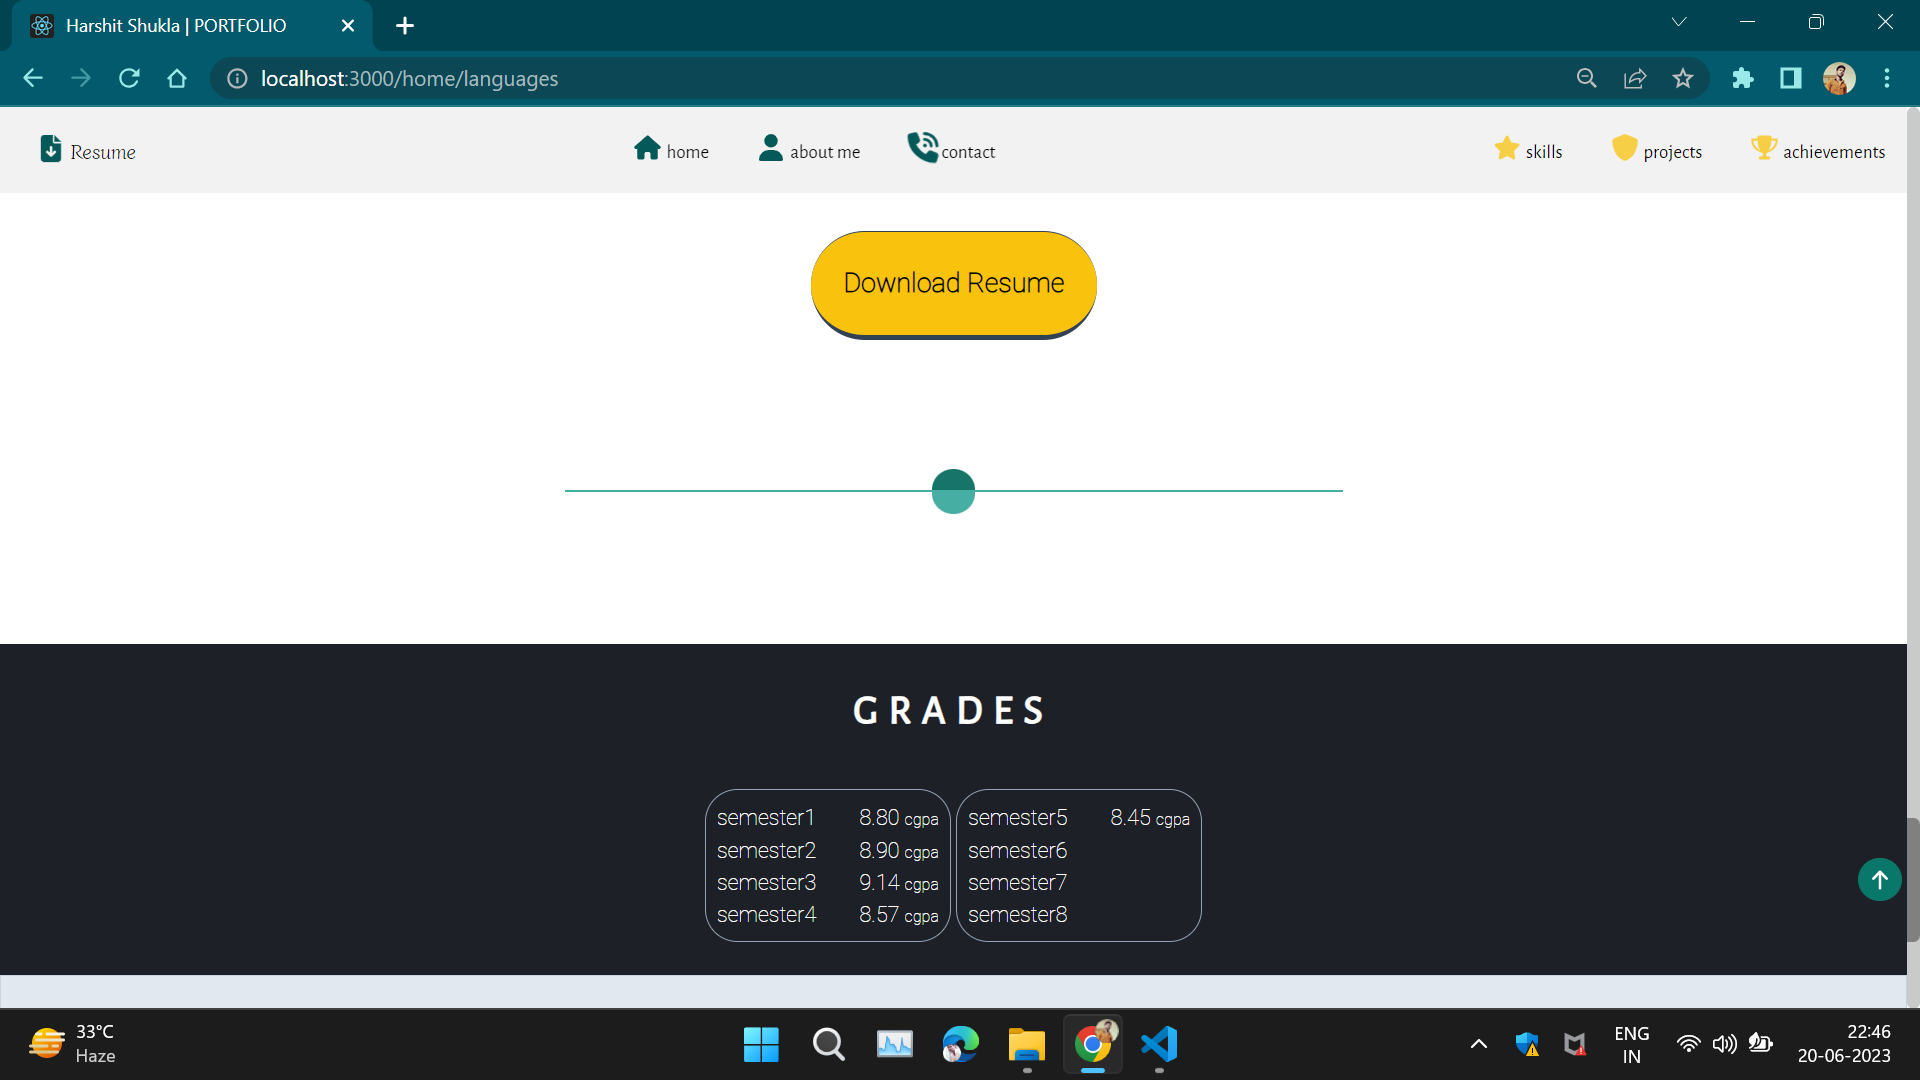 Harshit Shukla | PORTFOLIO
localhost:3000/home/languages
Resume home about me contact skills projects achievements
Download Resume
GRADES
semester1 8.80 cgpa
semester2 8.90 cgpa
semester3 9.14 cgpa
semester4 8.57 cgpa
semester5 8.45 cgpa
semester6
semester7
semester8
33°C
Haze
ENG
IN
22:46
20-06-2023